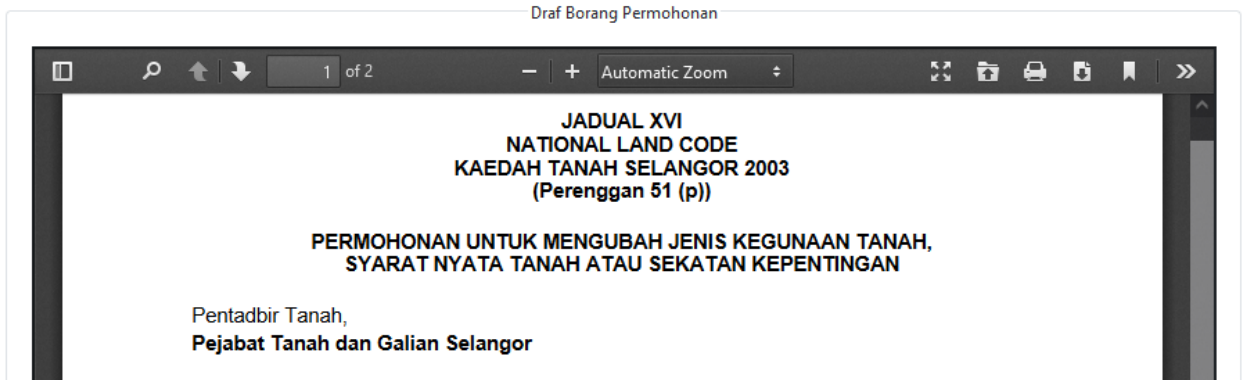 Draf Borang Permohonan
1 of 2
Automatic Zoom
JADUAL XVI
NATIONAL LAND CODE
KAEDAH TANAH SELANGOR 2003
(Perenggan 51 (p))
PERMOHONAN UNTUK MENGUBAH JENIS KEGUNAAN TANAH,
SYARAT NYATA TANAH ATAU SEKATAN KEPENTINGAN
Pentadbir Tanah,
Pejabat Tanah dan Galian Selangor